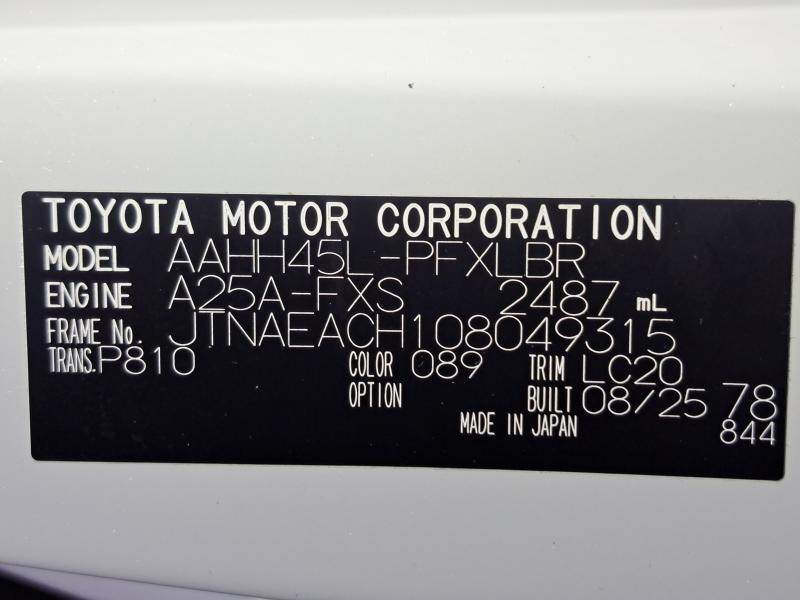 TOYOTA MOTOR CORPORATION
MODEL AAHH45L-PFXLBR
ENGINE A25A-FXS 2487 mL
FRAME No. JTNAEACH108049315
TRANS. P810 COLOR 089 TRIM LC20
OPTION BUILT 08/25 78
MADE IN JAPAN 844